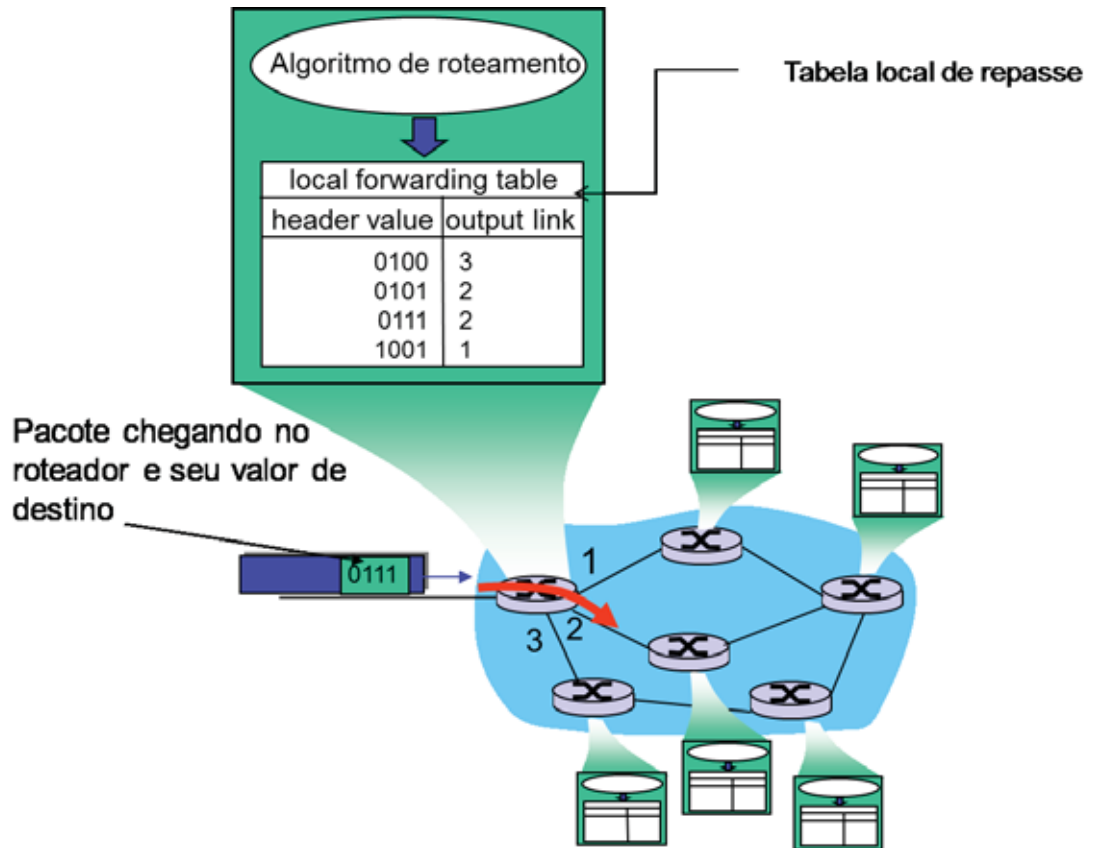 Algoritmo de roteamento
Tabela local de repasse
local forwarding table
header value output link
0100 3
0101 2
0111 2
1001 1
Pacote chegando no
roteador e seu valor de
destino
0111
1
2
3